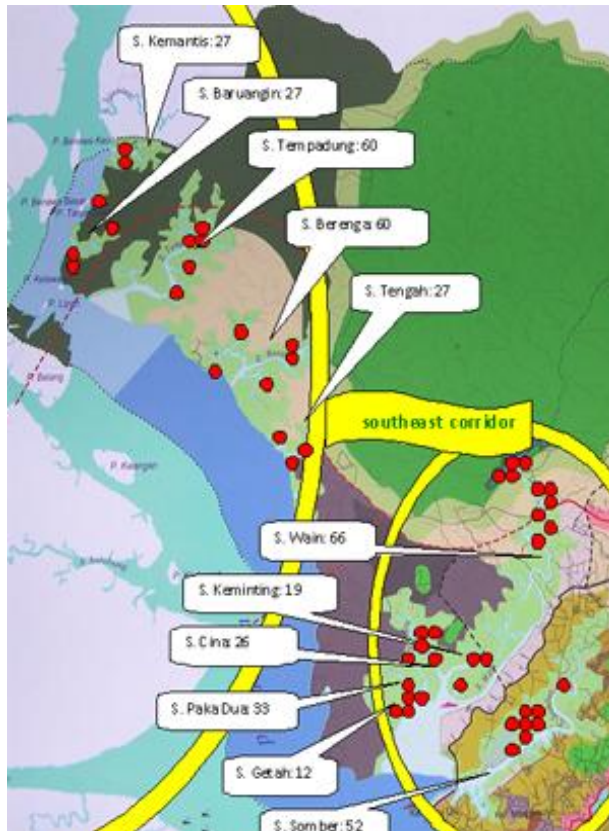 S. Kemantis: 27
S. Baruangin: 27
S. Tempadung: 60
S. Berenga: 60
S. Tengah: 27
southeast corridor
S. Wain: 66
S. Keminting: 19
S. Cina: 26
S. Paka Dua: 33
S. Getah: 12
S. Somber: 52